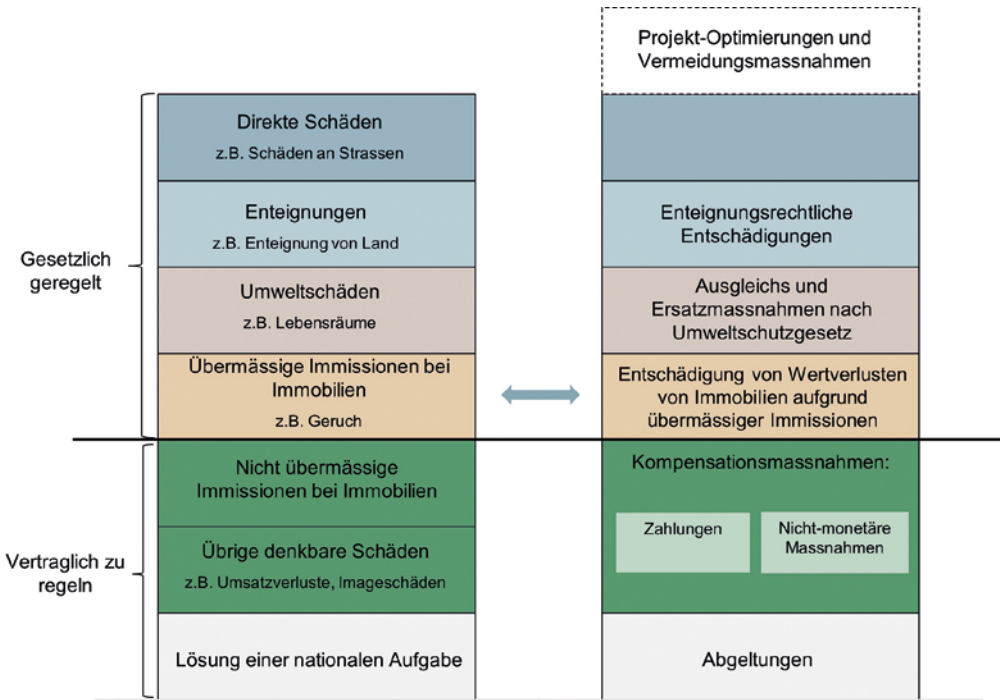 Projekt-Optimierungen und
Vermeidungsmassnahmen
Gesetzlich
geregelt
Direkte Schäden
z.B. Schäden an Strassen
Enteignungen
z.B. Enteignung von Land
Enteignungsrechtliche
Entschädigungen
Umweltschäden
z.B. Lebensräume
Ausgleichs und
Ersatzmassnahmen nach
Umweltschutzgesetz
Übermässige Immissionen bei
Immobilien
z.B. Geruch
Entschädigung von Wertverlusten
von Immobilien aufgrund
übermässiger Immissionen
Vertraglich zu
regeln
Nicht übermässige
Immissionen bei Immobilien
Übrige denkbare Schäden
z.B. Umsatzverluste, Imageschäden
Kompensationsmassnahmen:
Zahlungen
Nicht-monetäre
Massnahmen
Lösung einer nationalen Aufgabe
Abgeltungen